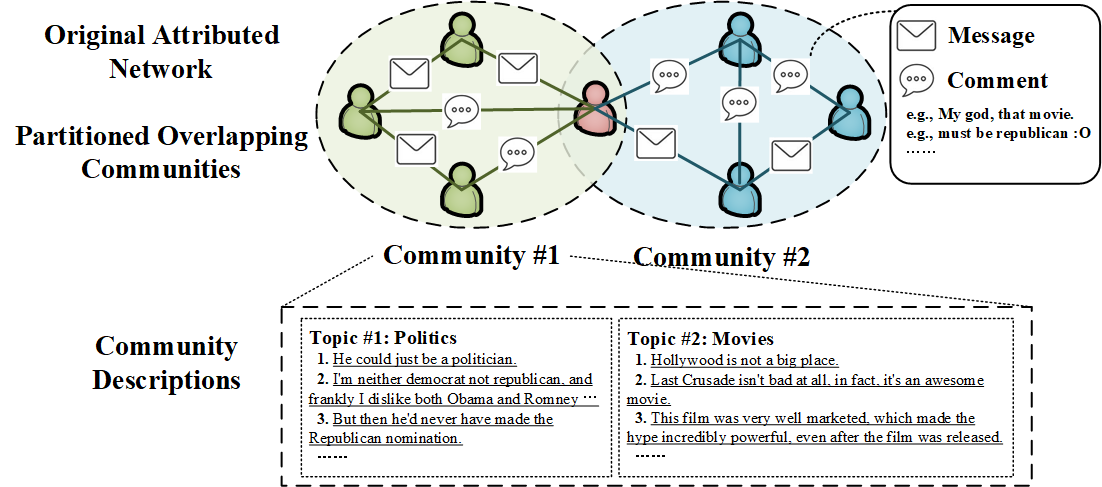 Original Attributed
Network
Partitioned Overlapping
Communities
Message
Comment
e.g., My god, that movie.
e.g., must be republican :O
……
Community #1
Community #2
Community
Descriptions
Topic #1: Politics
1. He could just be a politician.
2. I'm neither democrat not republican, and
frankly I dislike both Obama and Romney ···
3. But then he'd never have made the
Republican nomination.
……
Topic #2: Movies
1. Hollywood is not a big place.
2. Last Crusade isn't bad at all, in fact, it's an awesome
movie.
3. This film was very well marketed, which made the
hype incredibly powerful, even after the film was released.
……